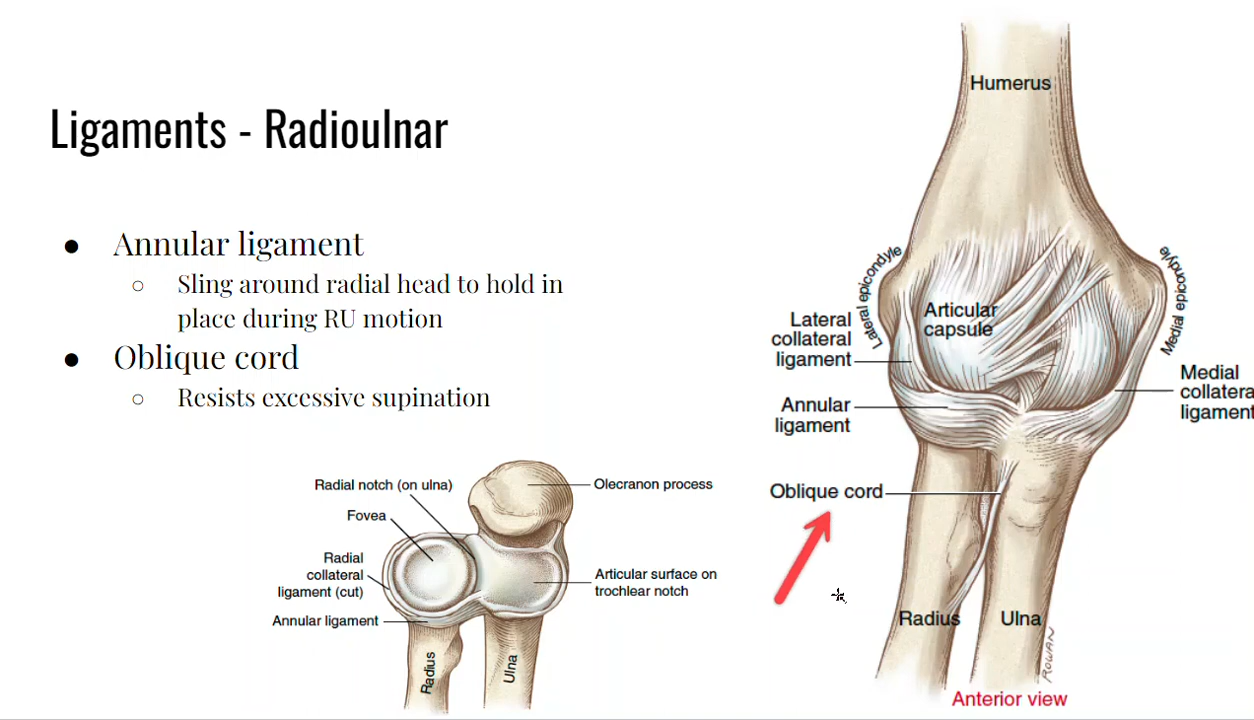 Ligaments - Radioulnar
● Annular ligament
○ Sling around radial head to hold in
place during RU motion
● Oblique cord
○ Resists excessive supination
Radial notch (on ulna)
Fovea
Radial
collateral
ligament (cut)
Annular ligament
Olecranon process
Articular surface on
trochlear notch
Radius
Ulna
Humerus
Lateral epicondyle
Medial epicondyle
Articular
capsule
Lateral
collateral
ligament
Annular
ligament
Medial
collatera
ligament
Oblique cord
Radius
Ulna
ROWAN
Anterior view